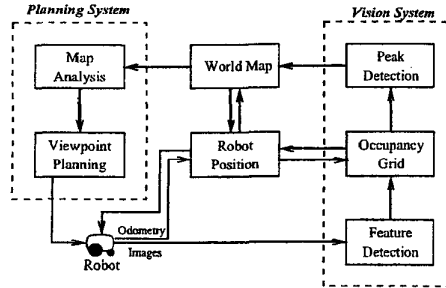 Planning System
Vision System
Map
Analysis
World Map
Peak
Detection
Viewpoint
Planning
Robot
Position
Occupancy
Grid
Odometry
Images
Robot
Feature
Detection